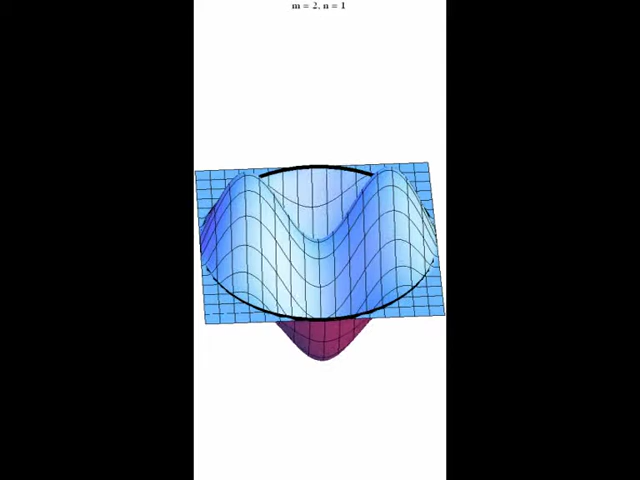 m = 2, n = 1